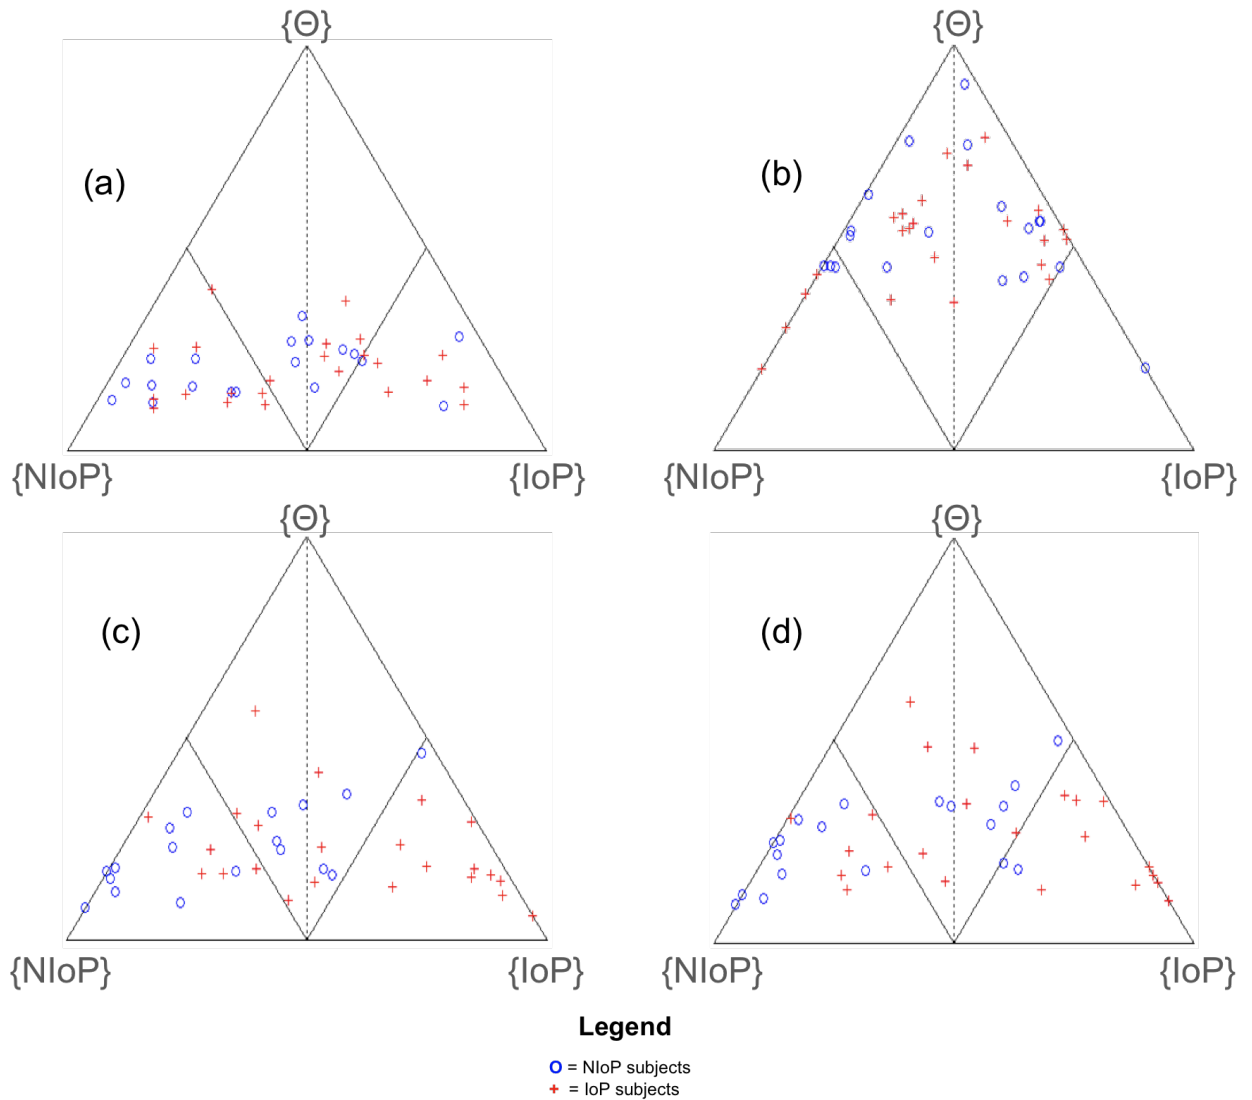 {Θ} {Θ}
(a) (b)
{NIoP} {IoP} {NIoP} {IoP}
{Θ} {Θ}
(c) (d)
{NIoP} {IoP} {NIoP} {IoP}
Legend
O = NIoP subjects
+ = IoP subjects